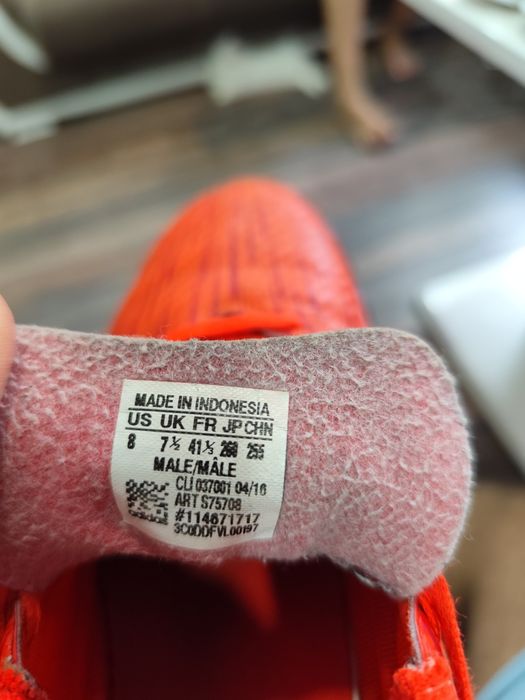 MADE IN INDONESIA
US UK FR JP CHN
8 7½ 41⅓ 260 255
MALE/MÂLE
CLI 037001 04/16
ART S75708
#114671717
3C0DDFVL00197